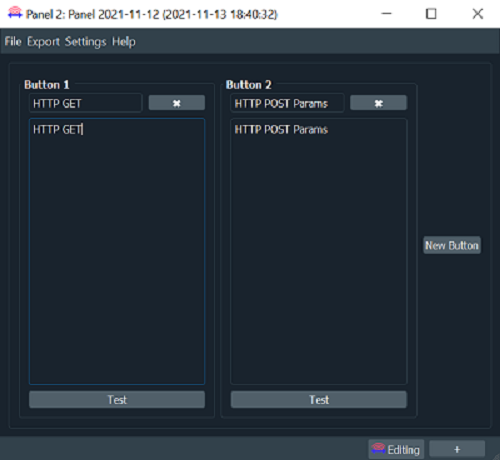 Panel 2: Panel 2021-11-12 (2021-11-13 18:40:32)
File Export Settings Help
Button 1
Button 2
HTTP GET
HTTP POST Params
HTTP GET
HTTP POST Params
New Button
Test
Test
Editing
+